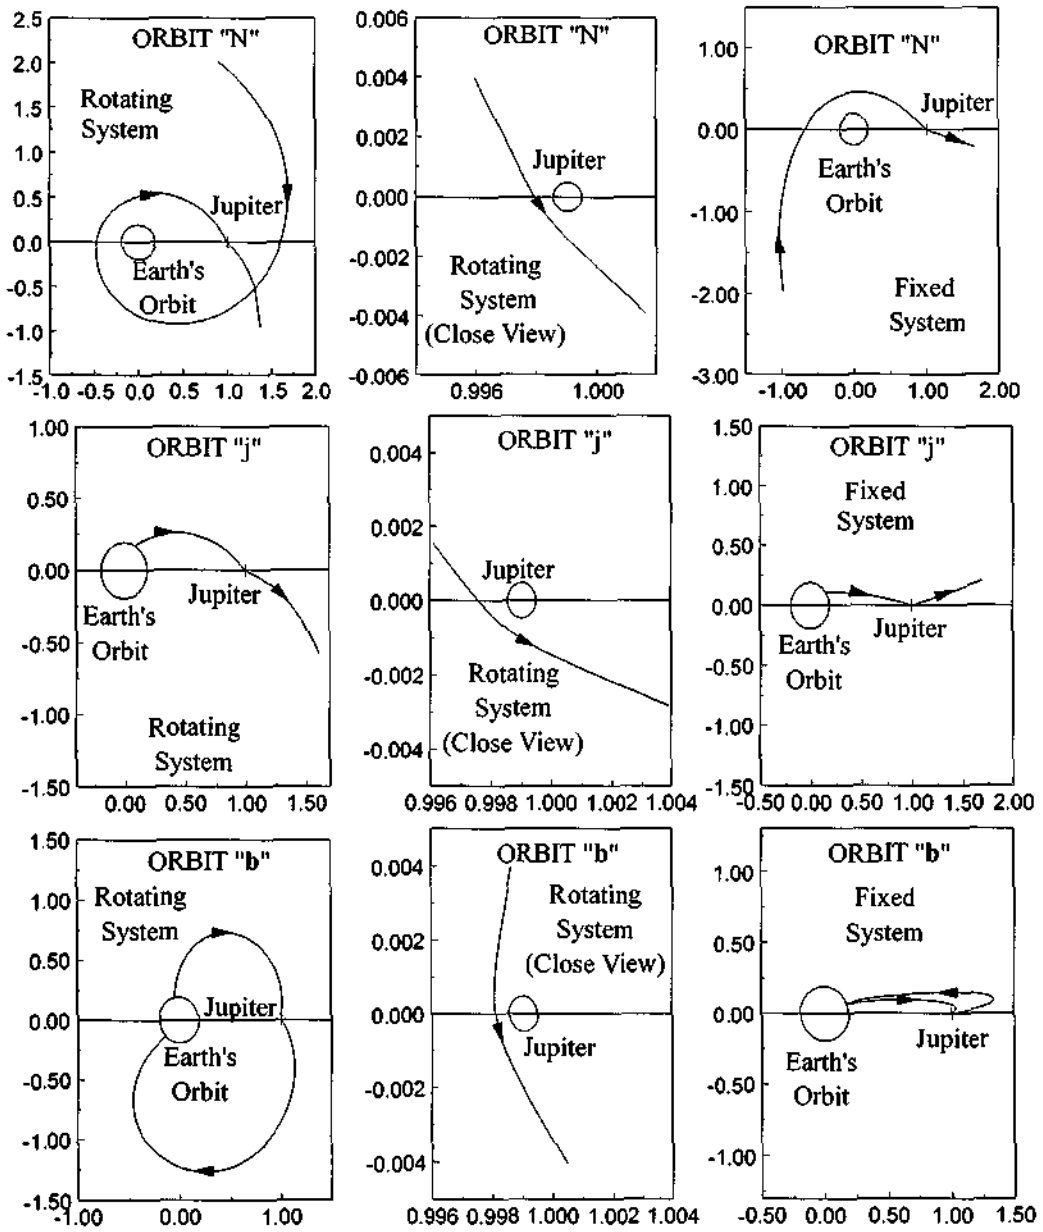 ORBIT "N"
Rotating
System
Jupiter
Earth's
Orbit
2.5
2.0
1.5
1.0
0.5
0.0
-0.5
-1.0
-1.5
-1.0 -0.5 0.0 0.5 1.0 1.5 2.0
ORBIT "N"
Jupiter
Rotating
System
(Close View)
0.006
0.004
0.002
0.000
-0.002
-0.004
-0.006
0.996 1.000
ORBIT "N"
Jupiter
Earth's
Orbit
Fixed
System
1.00
0.00
-1.00
-2.00
-3.00
-1.00 0.00 1.00 2.00
ORBIT "j"
Jupiter
Earth's
Orbit
Rotating
System
1.00
0.50
0.00
-0.50
-1.00
-1.50
0.00 1.00
ORBIT "j"
Jupiter
Rotating
System
(Close View)
0.004
0.002
0.000
-0.002
-0.004
0.996 0.998 1.000 1.002 1.004
ORBIT "j"
Fixed
System
Jupiter
Earth's
Orbit
1.50
1.00
0.50
0.00
-0.50
-1.00
-1.50
-0.50 0.00 0.50 1.00 1.50 2.00
ORBIT "b"
Rotating
System
Jupiter
Earth's
Orbit
1.50
1.00
0.50
0.00
-0.50
-1.00
-1.50
-1.00 0.00 1.00
ORBIT "b"
Rotating
System
(Close View)
Jupiter
0.004
0.002
0.000
-0.002
-0.004
0.996 0.998 1.000 1.002 1.004
ORBIT "b"
Fixed
System
Jupiter
Earth's
Orbit
1.00
0.50
0.00
-0.50
-1.00
-0.50 0.00 0.50 1.00 1.50